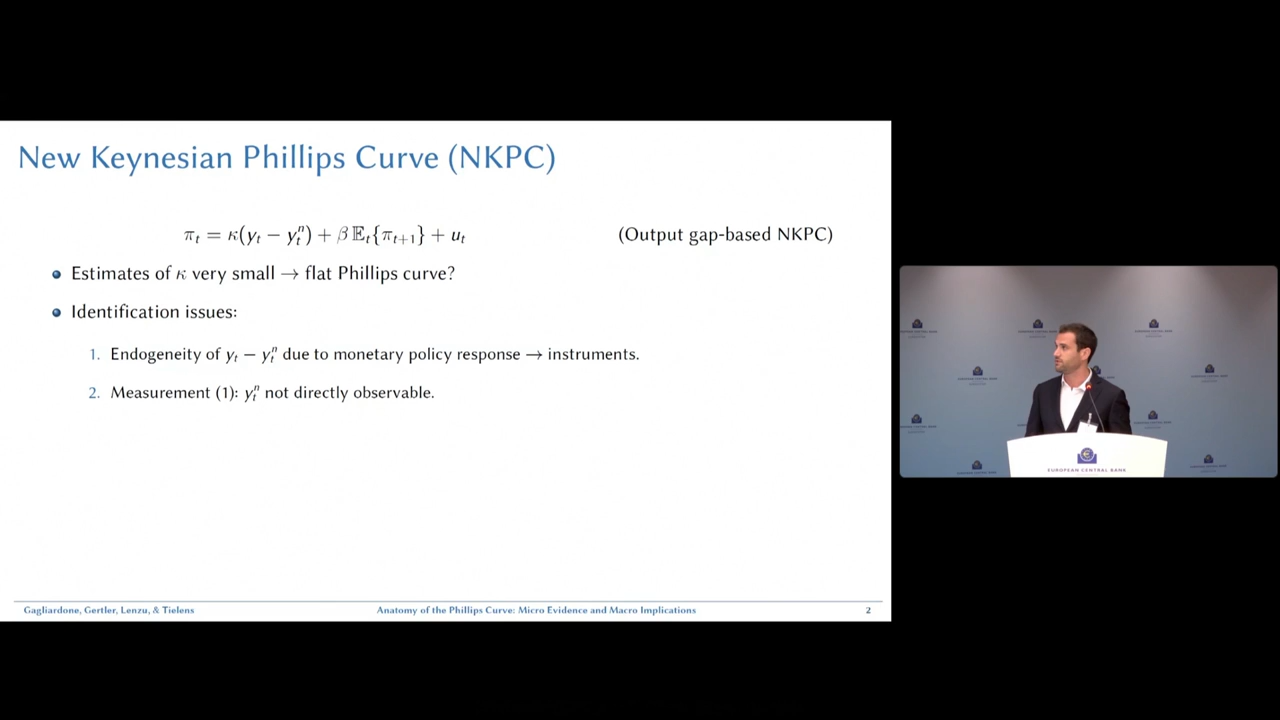 New Keynesian Phillips Curve (NKPC)
πₜ = κ(yₜ − yₜⁿ) + β 𝔼ₜ{πₜ₊₁} + uₜ (Output gap-based NKPC)
Estimates of κ very small → flat Phillips curve?
Identification issues:
1. Endogeneity of yₜ − yₜⁿ due to monetary policy response → instruments.
2. Measurement (1): yₜⁿ not directly observable.
EUROPEAN CENTRAL BANK
Gagliardone, Gertler, Lenzu, & Tielens Anatomy of the Phillips Curve: Micro Evidence and Macro Implications 2